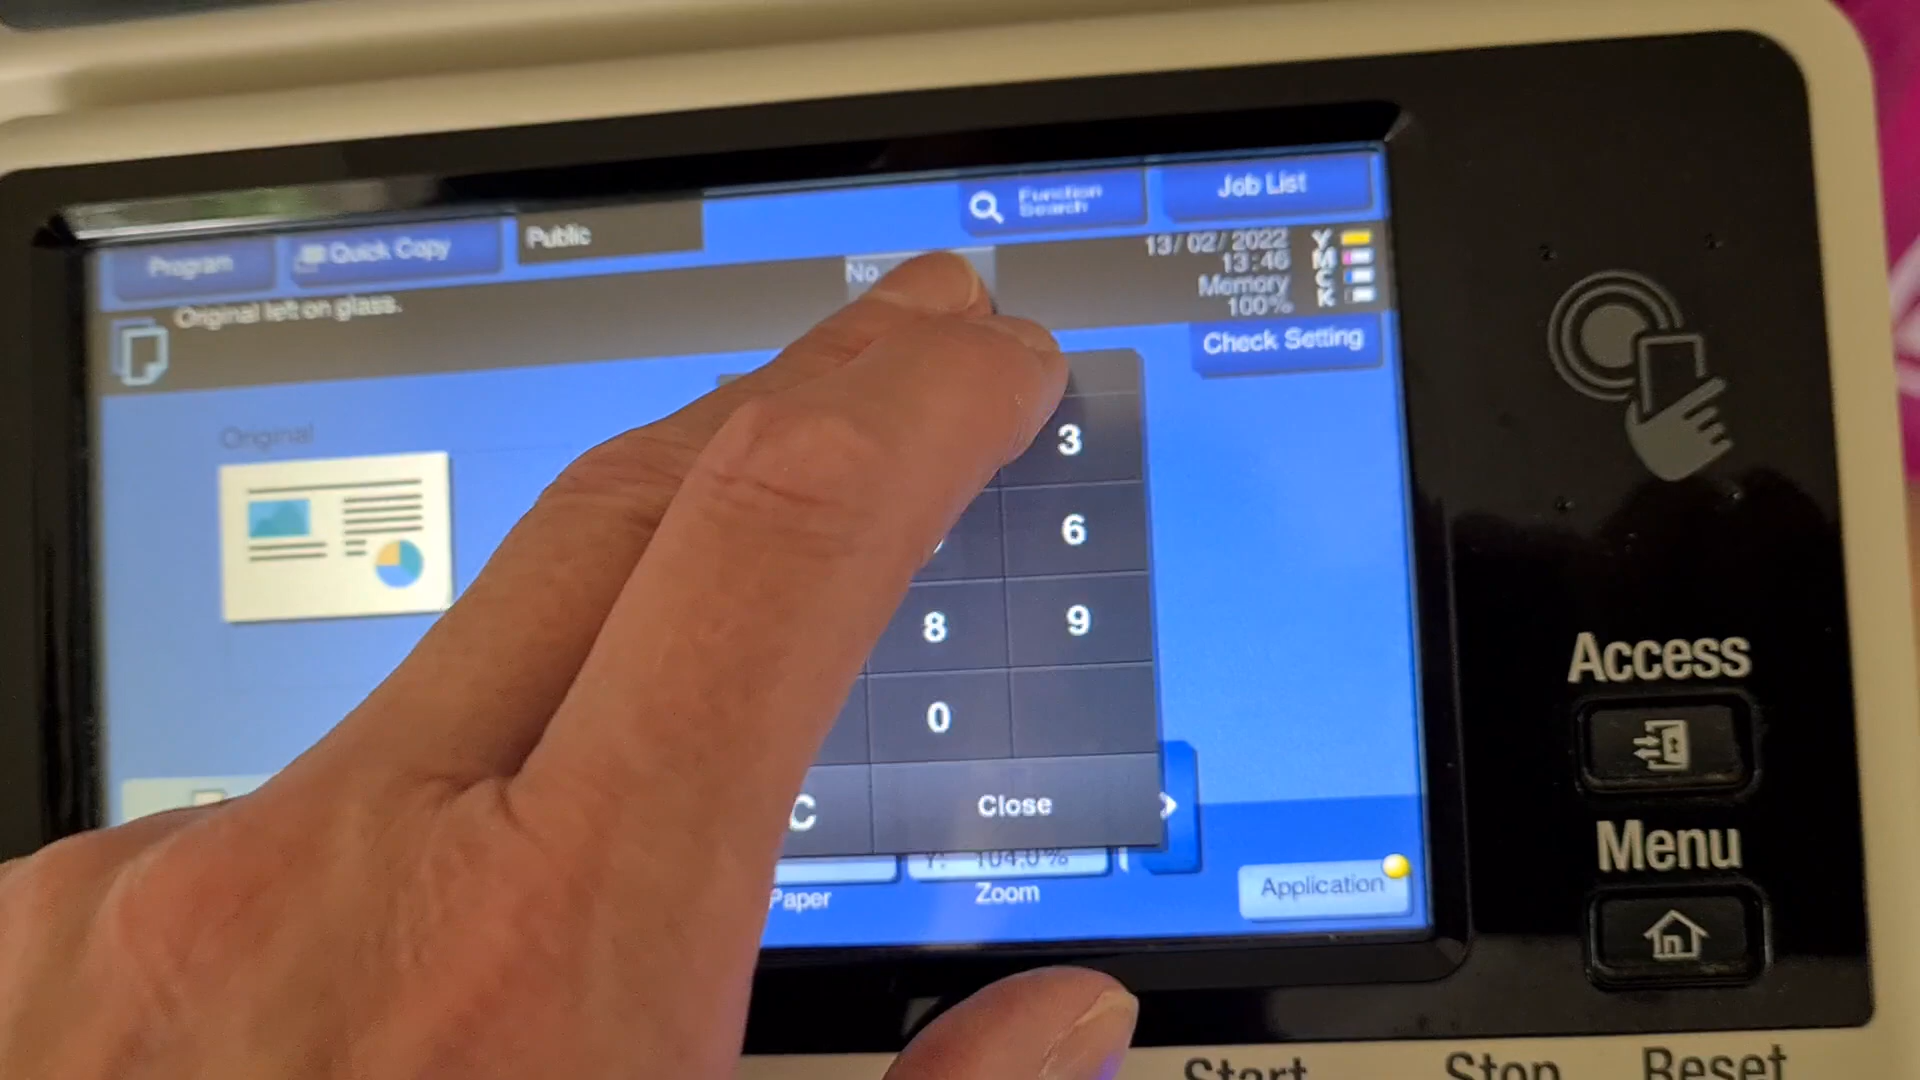 Function
Search
Job List
Program
Quick Copy
Public
No
13/02/2022
13:46
Memory
100%
Y
M
C
K
Original left on glass.
Check Setting
Original
3
6
8
9
0
C
Close
Y: 104.0%
Paper
Zoom
Application
Access
Menu
Start
Stop
Reset